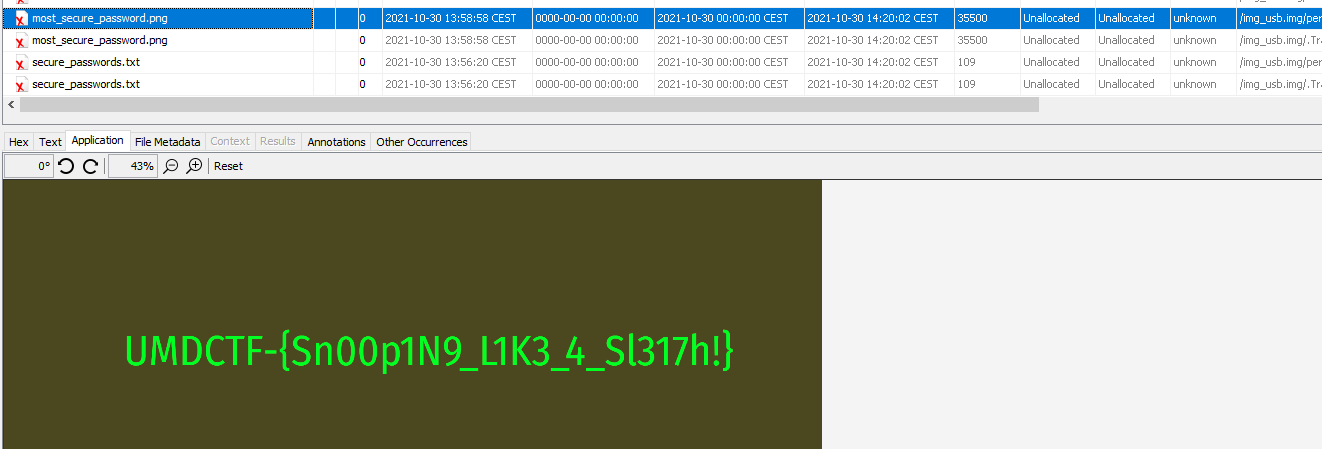 most_secure_password.png 0 2021-10-30 13:58:58 CEST 0000-00-00 00:00:00 2021-10-30 00:00:00 CEST 2021-10-30 14:20:02 CEST 35500 Unallocated Unallocated unknown /img_usb.img/per
most_secure_password.png 0 2021-10-30 13:58:58 CEST 0000-00-00 00:00:00 2021-10-30 00:00:00 CEST 2021-10-30 14:20:02 CEST 35500 Unallocated Unallocated unknown /img_usb.img/.Tra
secure_passwords.txt 0 2021-10-30 13:56:20 CEST 0000-00-00 00:00:00 2021-10-30 00:00:00 CEST 2021-10-30 14:20:02 CEST 109 Unallocated Unallocated unknown /img_usb.img/per
secure_passwords.txt 0 2021-10-30 13:56:20 CEST 0000-00-00 00:00:00 2021-10-30 00:00:00 CEST 2021-10-30 14:20:02 CEST 109 Unallocated Unallocated unknown /img_usb.img/.Tra
Hex Text Application File Metadata Context Results Annotations Other Occurrences
0° 43% Reset
UMDCTF-{Sn00p1N9_L1K3_4_Sl317h!}